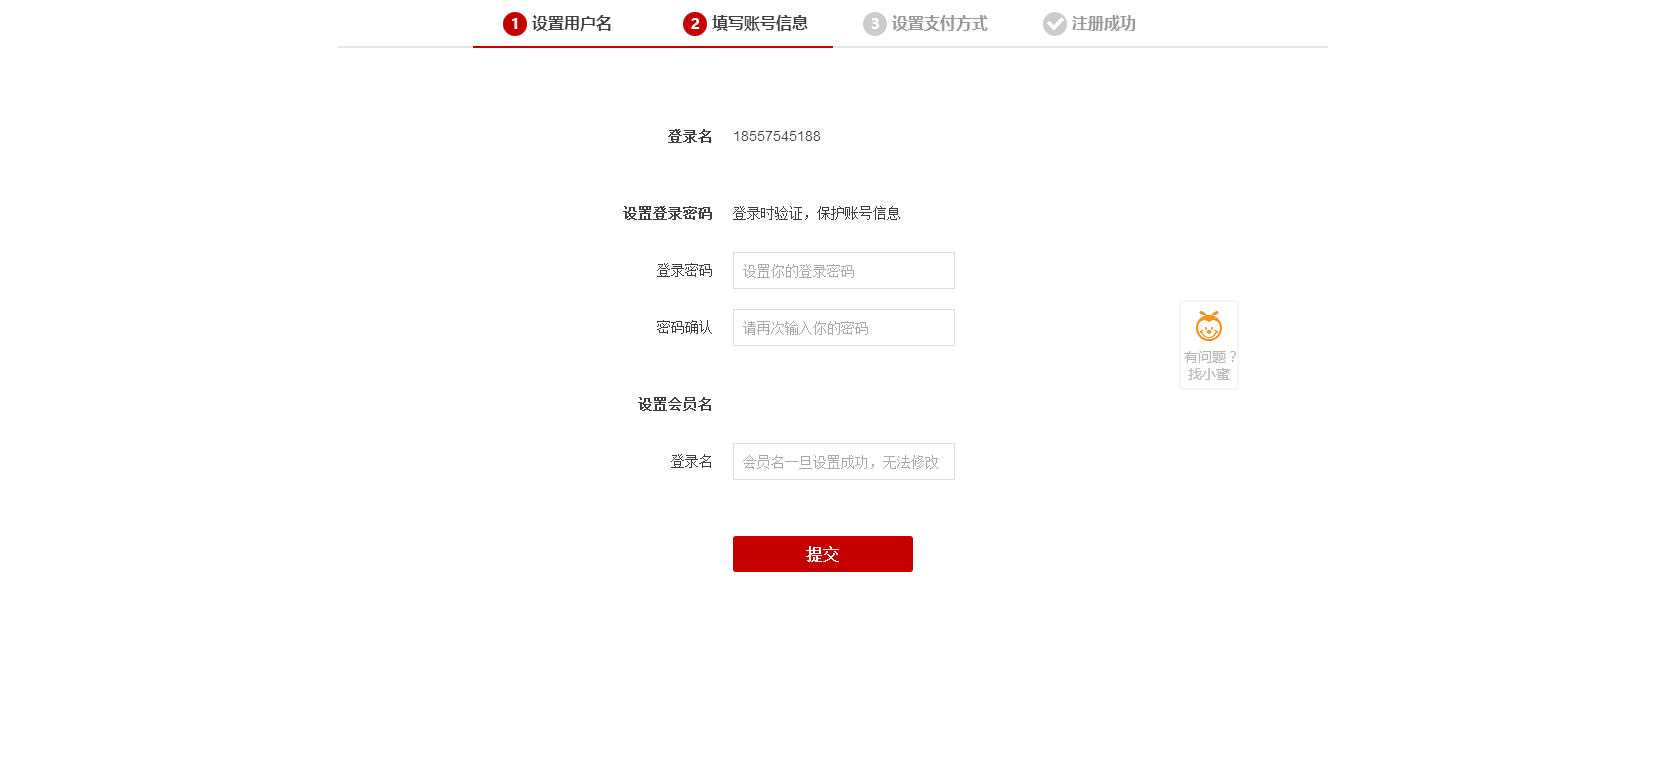 1 设置用户名 2 填写账号信息 3 设置支付方式 注册成功
登录名 18557545188
设置登录密码 登录时验证，保护账号信息
登录密码 设置你的登录密码
密码确认 请再次输入你的密码
有问题？
找小蜜
设置会员名
登录名 会员名一旦设置成功，无法修改
提交